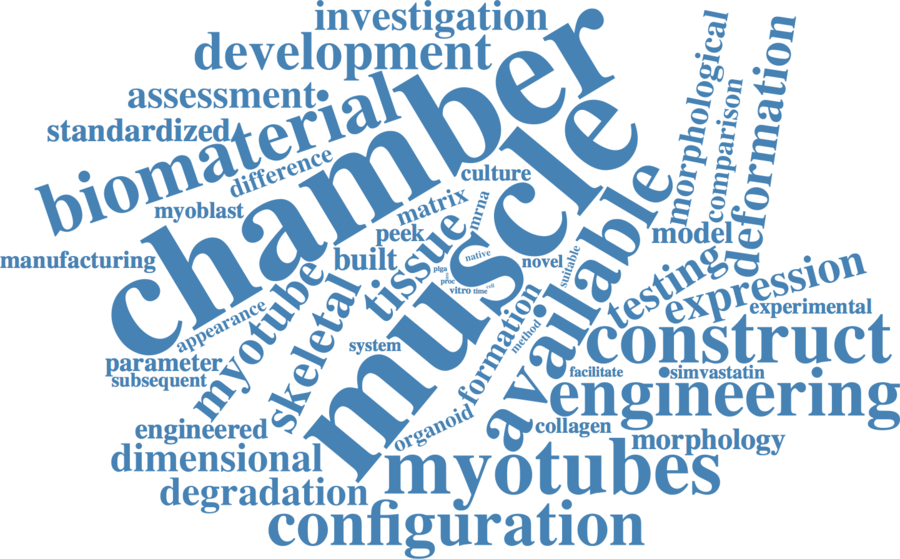 investigation
development
assessment
standardized
biomaterial
difference
myoblast
manufacturing
chamber
muscle
culture
matrix
mrna
peek
tissue
built
native
plga
proc
vitro
time
cell
novel
suitable
available
morphological
comparison
deformation
model
testing
expression
experimental
construct
simvastatin
facilitate
engineering
collagen
morphology
myotubes
configuration
appearance
myotube
skeletal
system
formation
method
organoid
parameter
subsequent
engineered
dimensional
degradation